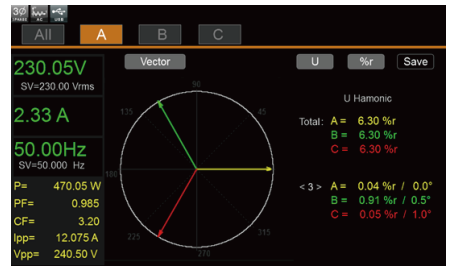 3Ø
3PHASE AC USB
All A B C
230.05V
SV=230.00 Vrms
2.33 A
50.00Hz
SV=50.000 Hz
P= 470.05 W
PF= 0.985
CF= 3.20
Ipp= 12.075 A
Vpp= 240.50 V
Vector
90
135 45
180
225 315
270
U %r Save
U Hamonic
Total: A = 6.30 %r
B = 6.30 %r
C = 6.30 %r
< 3 > A = 0.04 %r / 0.0°
B = 0.91 %r / 0.5°
C = 0.05 %r / 1.0°